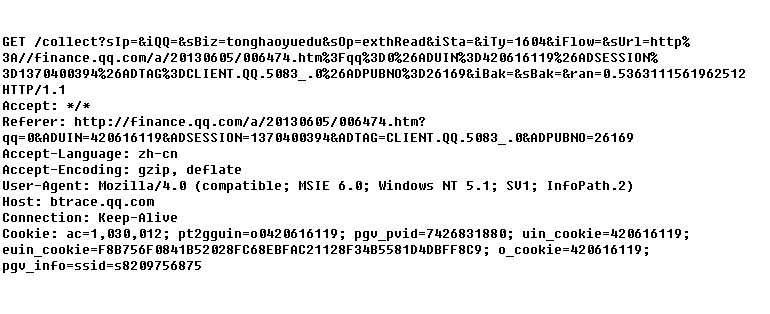 GET /collect?sIp=&iQQ=&sBiz=tonghaoyuedu&sOp=exthRead&iSta=&iTy=1604&iFlow=&sUrl=http%
3A//finance.qq.com/a/20130605/006474.htm%3Fqq%3D0%26ADUIN%3D420616119%26ADSESSION%
3D1370400394%26ADTAG%3DCLIENT.QQ.5083_.0%26ADPUBNO%3D26169&iBak=&sBak=&ran=0.5363111561962512
HTTP/1.1
Accept: */*
Referer: http://finance.qq.com/a/20130605/006474.htm?
qq=0&ADUIN=420616119&ADSESSION=1370400394&ADTAG=CLIENT.QQ.5083_.0&ADPUBNO=26169
Accept-Language: zh-cn
Accept-Encoding: gzip, deflate
User-Agent: Mozilla/4.0 (compatible; MSIE 6.0; Windows NT 5.1; SV1; InfoPath.2)
Host: btrace.qq.com
Connection: Keep-Alive
Cookie: ac=1,030,012; pt2gguin=o0420616119; pgv_pvid=7426831880; uin_cookie=420616119;
euin_cookie=F8B756F0841B52028FC68EBFAC21128F34B5581D4DBFF8C9; o_cookie=420616119;
pgv_info=ssid=s8209756875